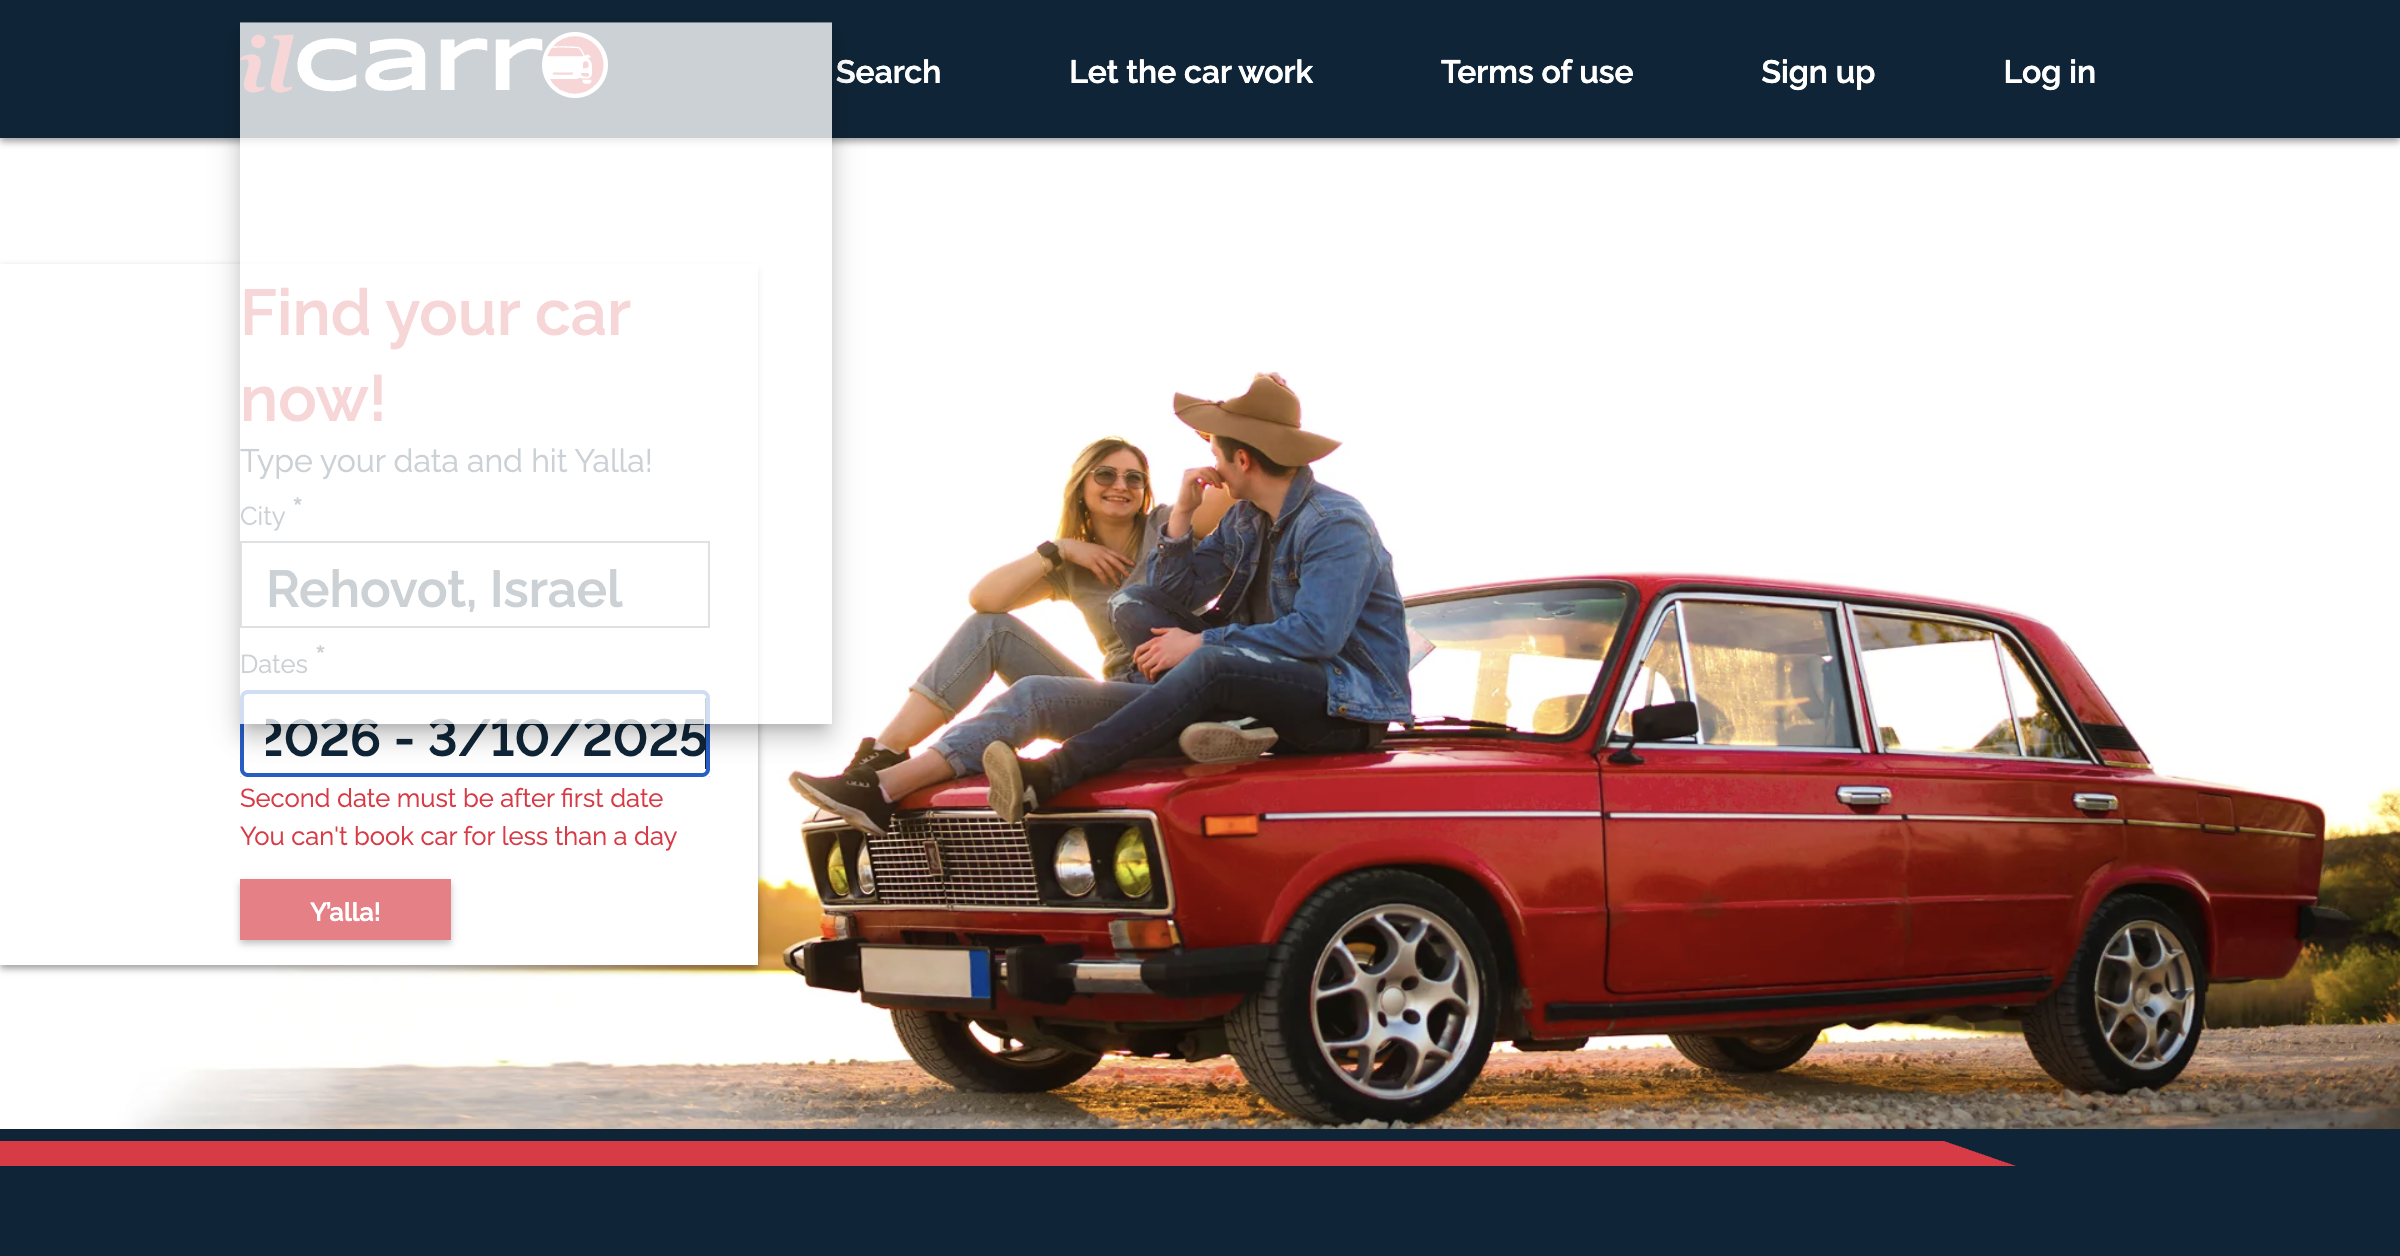 ilcarro
Search
Let the car work
Terms of use
Sign up
Log in
Find your car
now!
Type your data and hit Yalla!
City *
Rehovot, Israel
Dates *
2026 - 3/10/2025
Second date must be after first date
You can't book car for less than a day
Y'alla!